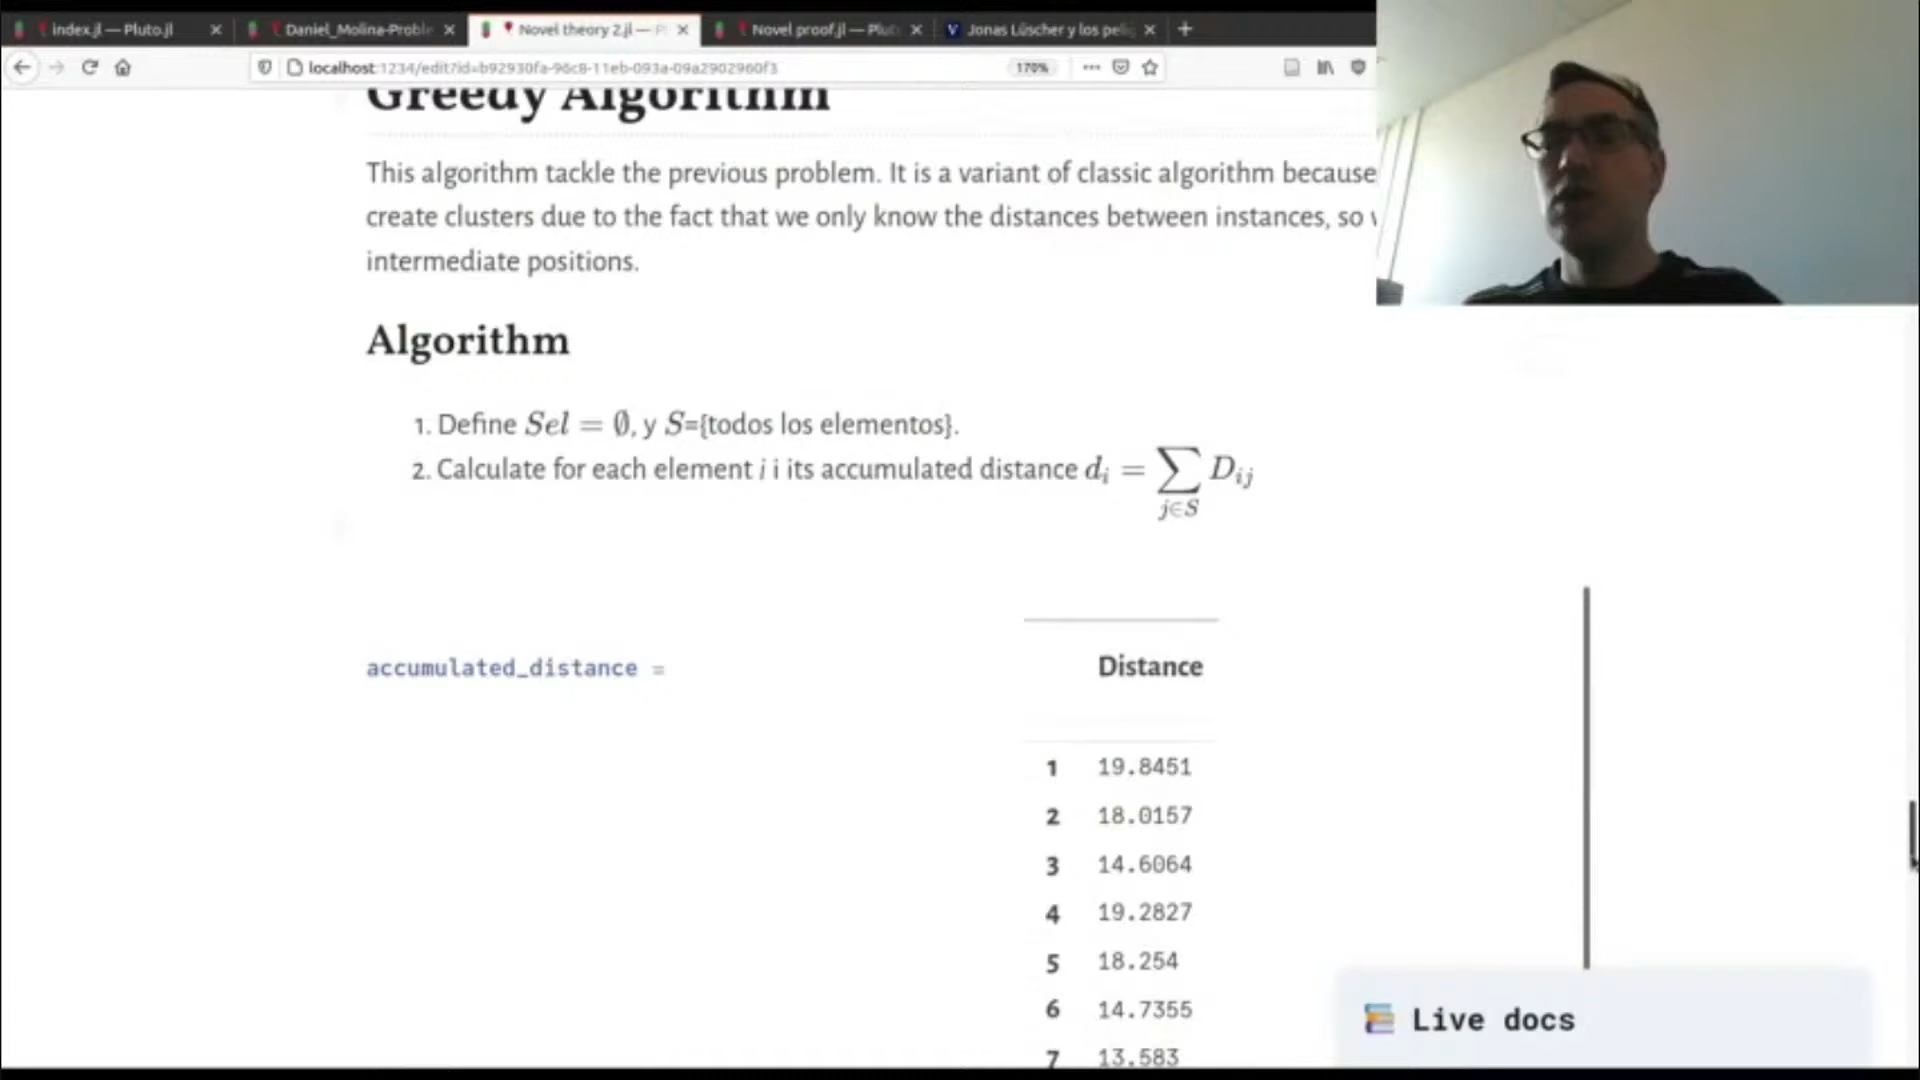 index.jl — Pluto.jl
Daniel_Molina-Proble
Novel theory 2.jl — P
Novel proof.jl — Plut
Jonas Lüscher y los pelig
localhost:1234/edit?id=b92930fa-96c8-11eb-093a-09a2902960f3
170%
Greedy Algorithm
This algorithm tackle the previous problem. It is a variant of classic algorithm because
create clusters due to the fact that we only know the distances between instances, so
intermediate positions.
Algorithm
1. Define Sel = ∅, y S={todos los elementos}.
2. Calculate for each element i i its accumulated distance d_i = ∑_{j∈S} D_{ij}
accumulated_distance =
Distance
1 19.8451
2 18.0157
3 14.6064
4 19.2827
5 18.254
6 14.7355
7 13.583
Live docs